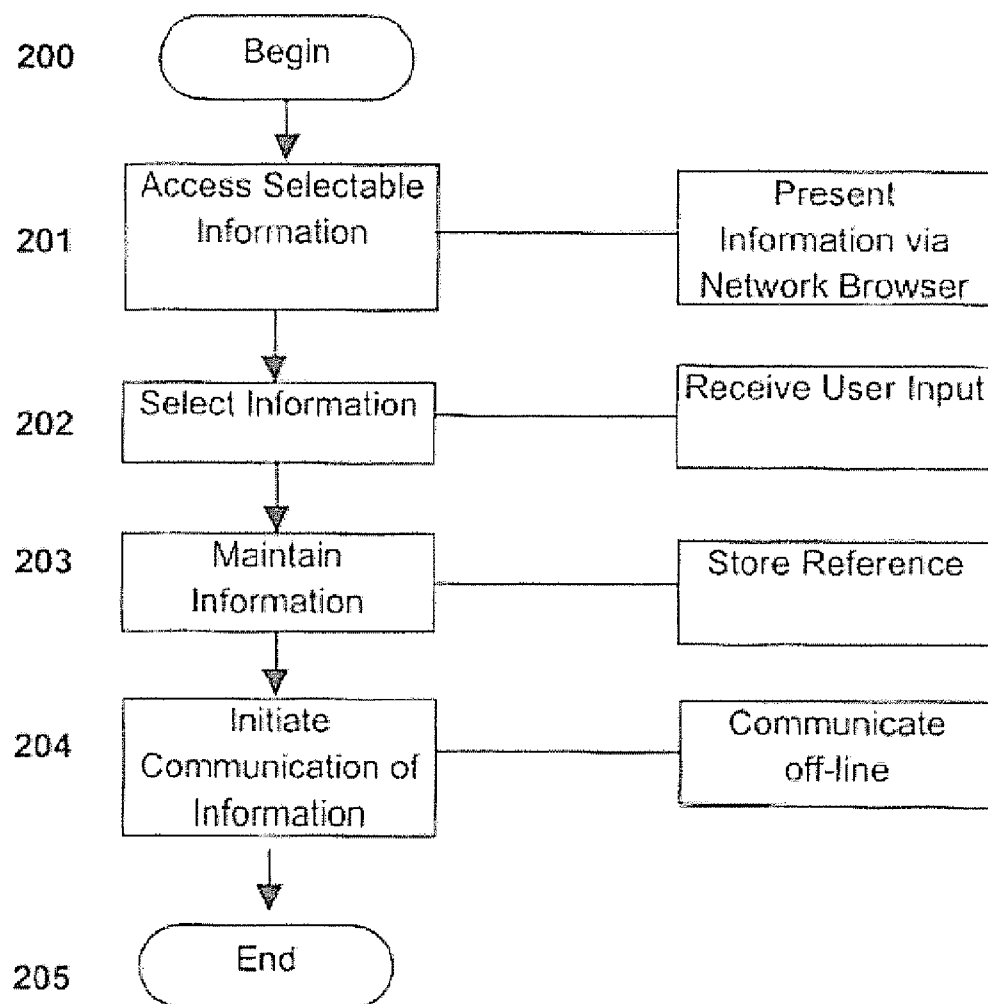 200
Begin
Access Selectable
Information
201
Present
Information via
Network Browser
202
Select Information
Receive User Input
203
Maintain
Information
Store Reference
204
Initiate
Communication of
Information
Communicate
off-line
End
205